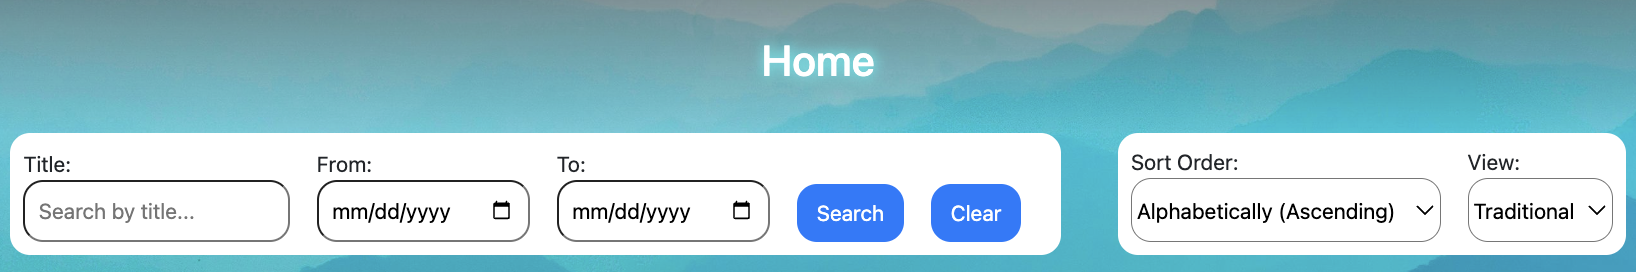 Home
Title: From: To: Sort Order: View:
Search by title... mm/dd/yyyy mm/dd/yyyy Search Clear Alphabetically (Ascending) Traditional